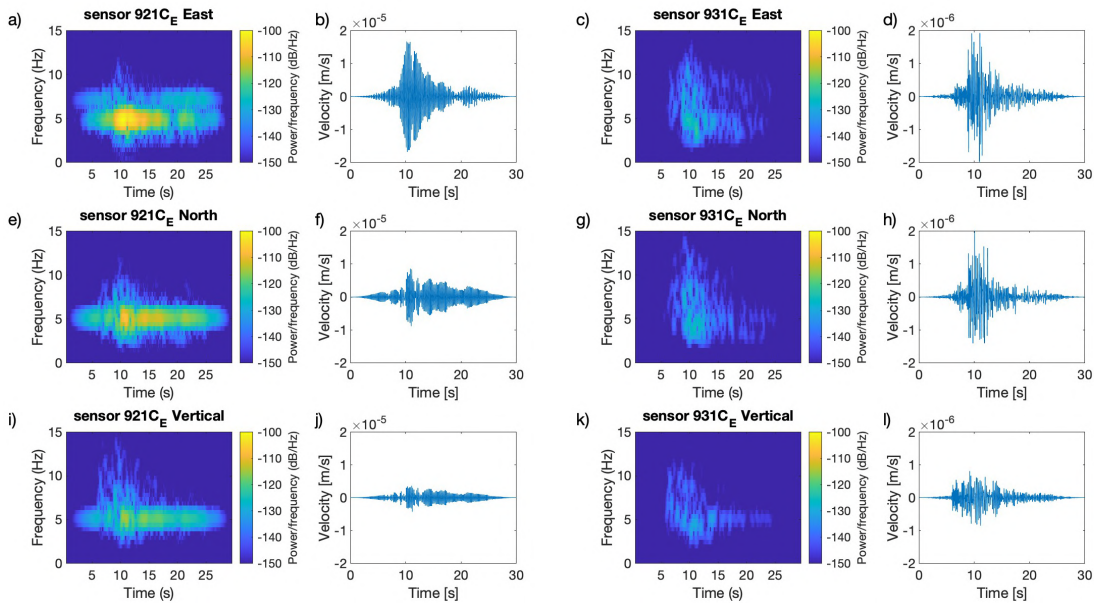 a) sensor 921C_E East
Frequency (Hz)
15
10
5
0
5 10 15 20 25
Time (s)
-100
-110
-120
-130
-140
-150
Power/frequency (dB/Hz)
b) ×10^-5
Velocity [m/s]
2
1
0
-1
-2
0 10 20 30
Time [s]
c) sensor 931C_E East
Frequency (Hz)
15
10
5
0
5 10 15 20 25
Time (s)
-100
-110
-120
-130
-140
-150
Power/frequency (dB/Hz)
d) ×10^-6
Velocity [m/s]
2
1
0
-1
-2
0 10 20 30
Time [s]
e) sensor 921C_E North
Frequency (Hz)
15
10
5
0
5 10 15 20 25
Time (s)
-100
-110
-120
-130
-140
-150
Power/frequency (dB/Hz)
f) ×10^-5
Velocity [m/s]
2
1
0
-1
-2
0 10 20 30
Time [s]
g) sensor 931C_E North
Frequency (Hz)
15
10
5
0
5 10 15 20 25
Time (s)
-100
-110
-120
-130
-140
-150
Power/frequency (dB/Hz)
h) ×10^-6
Velocity [m/s]
2
1
0
-1
-2
0 10 20 30
Time [s]
i) sensor 921C_E Vertical
Frequency (Hz)
15
10
5
0
5 10 15 20 25
Time (s)
-100
-110
-120
-130
-140
-150
Power/frequency (dB/Hz)
j) ×10^-5
Velocity [m/s]
2
1
0
-1
-2
0 10 20 30
Time [s]
k) sensor 931C_E Vertical
Frequency (Hz)
15
10
5
0
5 10 15 20 25
Time (s)
-100
-110
-120
-130
-140
-150
Power/frequency (dB/Hz)
l) ×10^-6
Velocity [m/s]
2
1
0
-1
-2
0 10 20 30
Time [s]